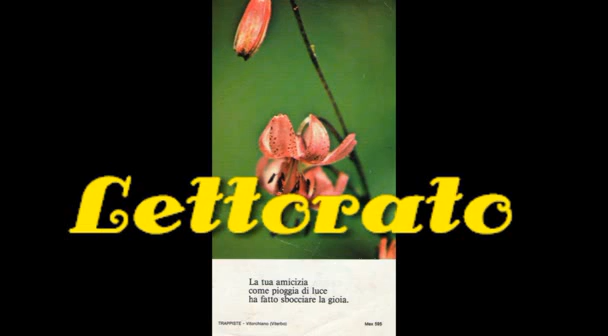 Lettorato
La tua amicizia
come pioggia di luce
ha fatto sbocciare la gioia.
TRAPPISTE - Vitorchiano (Viterbo)